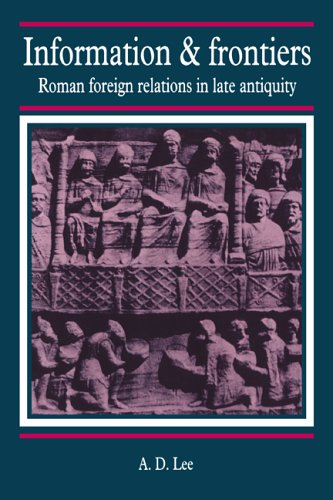 Information & frontiers
Roman foreign relations in late antiquity
A. D. Lee